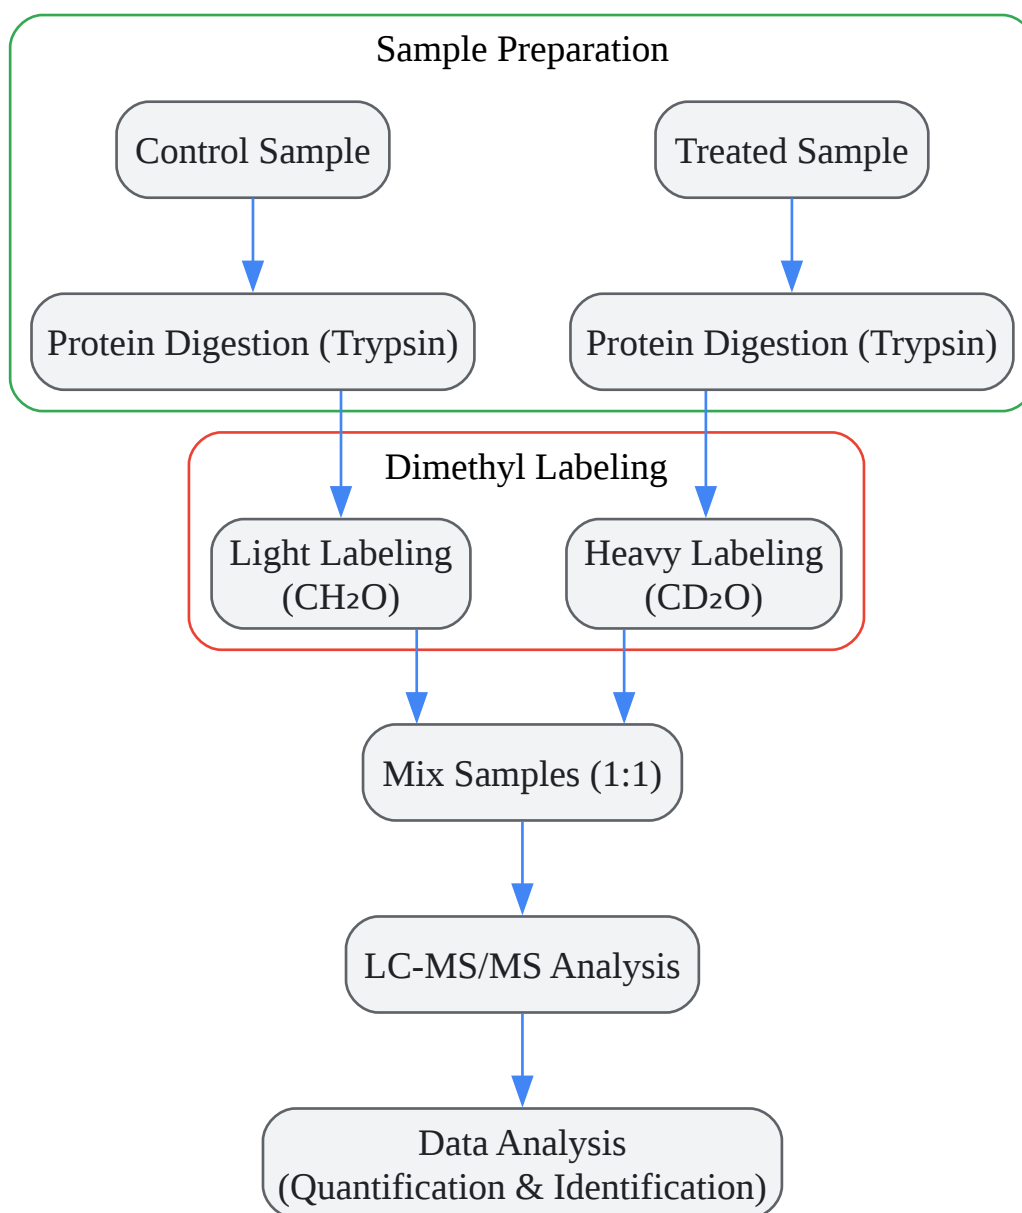 Sample Preparation
Control Sample
Treated Sample
Protein Digestion (Trypsin)
Protein Digestion (Trypsin)
Dimethyl Labeling
Light Labeling
(CH₂O)
Heavy Labeling
(CD₂O)
Mix Samples (1:1)
LC-MS/MS Analysis
Data Analysis
(Quantification & Identification)